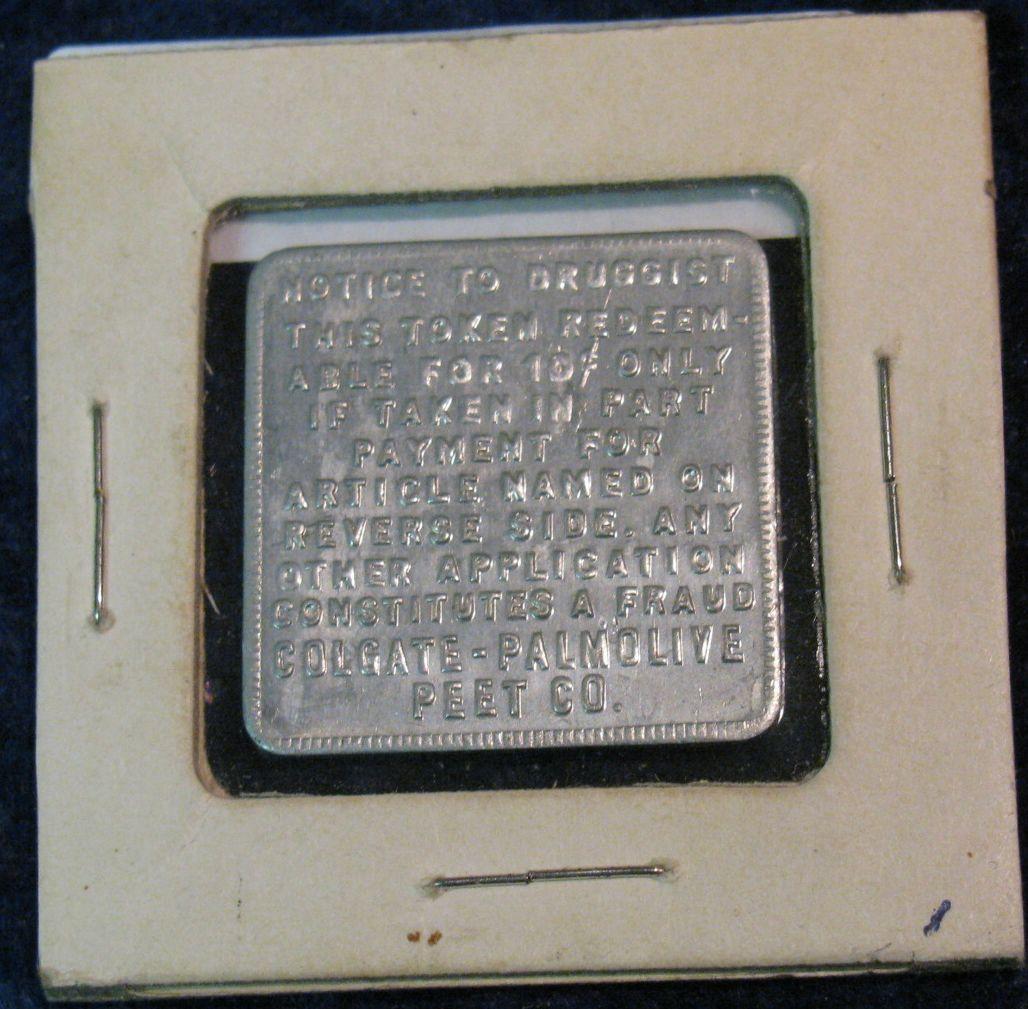 NOTICE TO DRUGGIST
THIS TOKEN REDEEM-
ABLE FOR 10¢ ONLY
IF TAKEN IN PART
PAYMENT FOR
ARTICLE NAMED ON
REVERSE SIDE. ANY
OTHER APPLICATION
CONSTITUTES A FRAUD
COLGATE-PALMOLIVE
PEET CO.